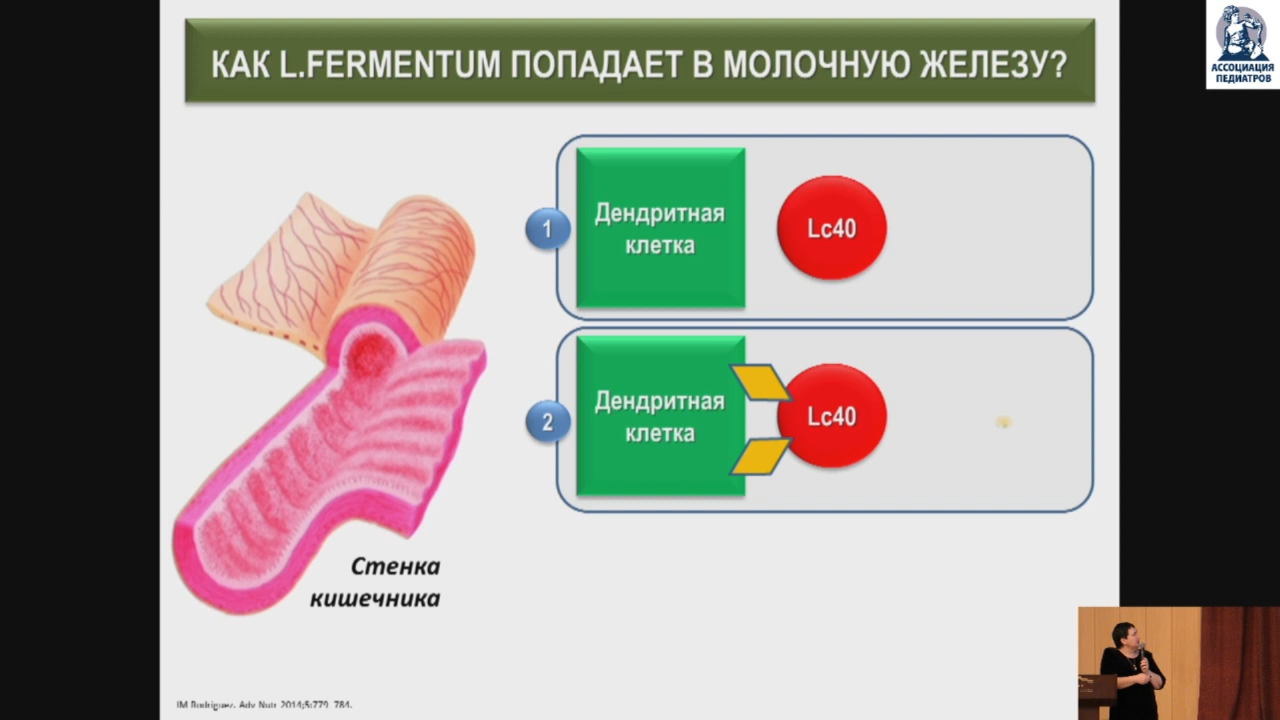 КАК L.FERMENTUM ПОПАДАЕТ В МОЛОЧНУЮ ЖЕЛЕЗУ?
АССОЦИАЦИЯ
ПЕДИАТРОВ
1
Дендритная
клетка
Lc40
2
Дендритная
клетка
Lc40
Стенка
кишечника
JM Rodriguez. Adv Nutr 2014;5:779-784.